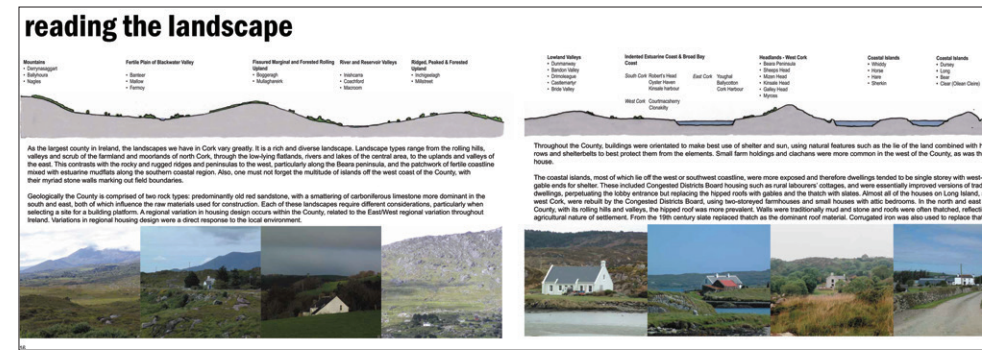 reading the landscape
Mountains
• Derrynasaggart
• Ballyhoura
• Nagles
Fertile Plain of Blackwater Valley
• Banteer
• Mallow
• Fermoy
Fissured Marginal and Forested Rolling
Upland
• Boggeragh
• Mullaghareirk
River and Reservoir Valleys
• Inishcarra
• Coachford
• Macroom
Ridged, Peaked & Forested
Upland
• Inchigeelagh
• Millstreet
As the largest county in Ireland, the landscapes we have in Cork vary greatly. It is a rich and diverse landscape. Landscape types range from the rolling hills,
valleys and scrub of the farmland and moorlands of north Cork, through the low-lying flatlands, rivers and lakes of the central area, to the uplands and valleys of
the east. This contrasts with the rocky and rugged ridges and peninsulas to the west, particularly along the Beara peninsula, and the patchwork of fertile coastline
mixed with estuarine mudflats along the southern coastal region. Also, one must not forget the multitude of islands off the west coast of the County, with
their myriad stone walls marking out field boundaries.
Geologically the County is comprised of two rock types: predominantly old red sandstone, with a smattering of carboniferous limestone more dominant in the
south and east, both of which influence the raw materials used for construction. Each of these landscapes require different considerations, particularly when
selecting a site for a building platform. A regional variation in housing design occurs within the County, related to the East/West regional variation throughout
Ireland. Variations in regional housing design were a direct response to the local environment.
Lowland Valleys
• Dunmanway
• Bandon Valley
• Drimoleague
• Castlemartyr
• Bride Valley
Indented Estuarine Coast & Broad Bay
Coast
South Cork Robert's Head
Oyster Haven
Kinsale harbour
West Cork Courtmacsherry
Clonakilty
East Cork Youghal
Ballycotton
Cork Harbour
Headlands - West Cork
• Beara Peninsula
• Sheeps Head
• Mizen Head
• Kinsale Head
• Galley Head
• Myross
Coastal Islands
• Whiddy
• Horse
• Hare
• Sherkin
Coastal Islands
• Dursey
• Long
• Bear
• Clear (Oilean Cleire)
Throughout the County, buildings were orientated to make best use of shelter and sun, using natural features such as the lie of the land combined with
rows and shelterbelts to best protect them from the elements. Small farm holdings and clachans were more common in the west of the County, as was
house.
The coastal islands, most of which lie off the west or southwest coastline, were more exposed and therefore dwellings tended to be single storey with west-
gable ends for shelter. These included Congested Districts Board housing such as rural labourers' cottages, and were essentially improved versions of
dwellings, perpetuating the lobby entrance but replacing the hipped roofs with gables and the thatch with slates. Almost all of the houses on Long Island,
west Cork, were rebuilt by the Congested Districts Board, using two-storeyed farmhouses and small houses with attic bedrooms. In the north and east
County, with its rolling hills and valleys, the hipped roof was more prevalent. Walls were traditionally mud and stone and roofs were often thatched,
agricultural nature of settlement. From the 19th century slate replaced thatch as the dominant roof material. Corrugated iron was also used to replace